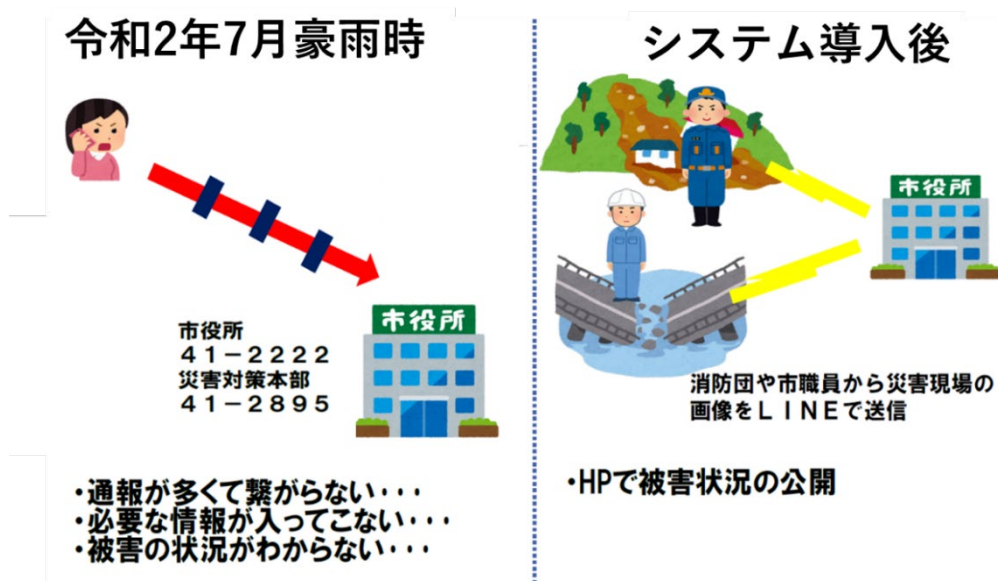 令和2年7月豪雨時
市役所
市役所
４１－２２２２
災害対策本部
４１－２８９５
・通報が多くて繋がらない・・・
・必要な情報が入ってこない・・・
・被害の状況がわからない・・・
システム導入後
市役所
消防団や市職員から災害現場の
画像をＬＩＮＥで送信
・HPで被害状況の公開